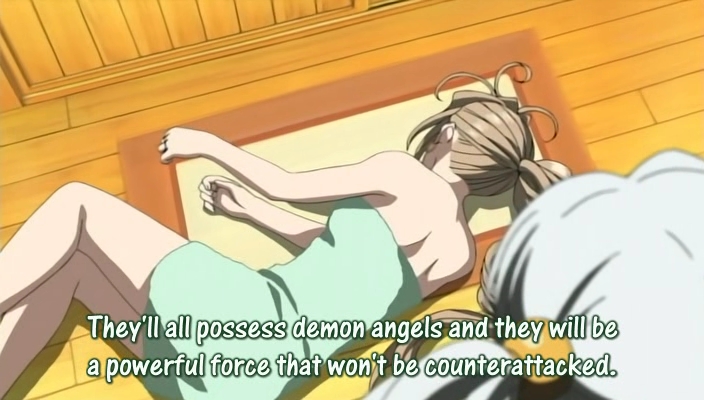 They'll all possess demon angels and they will be
a powerful force that won't be counterattacked.